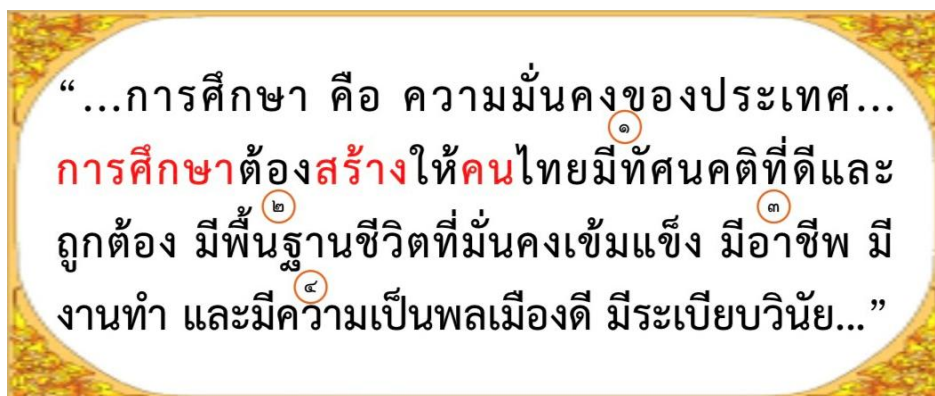 “...การศึกษา คือ ความมั่นคงของประเทศ...
๑
การศึกษาต้องสร้างให้คนไทยมีทัศนคติที่ดีและ
๒ ๓
ถูกต้อง มีพื้นฐานชีวิตที่มั่นคงเข้มแข็ง มีอาชีพ มี
๔
งานทำ และมีความเป็นพลเมืองดี มีระเบียบวินัย...”